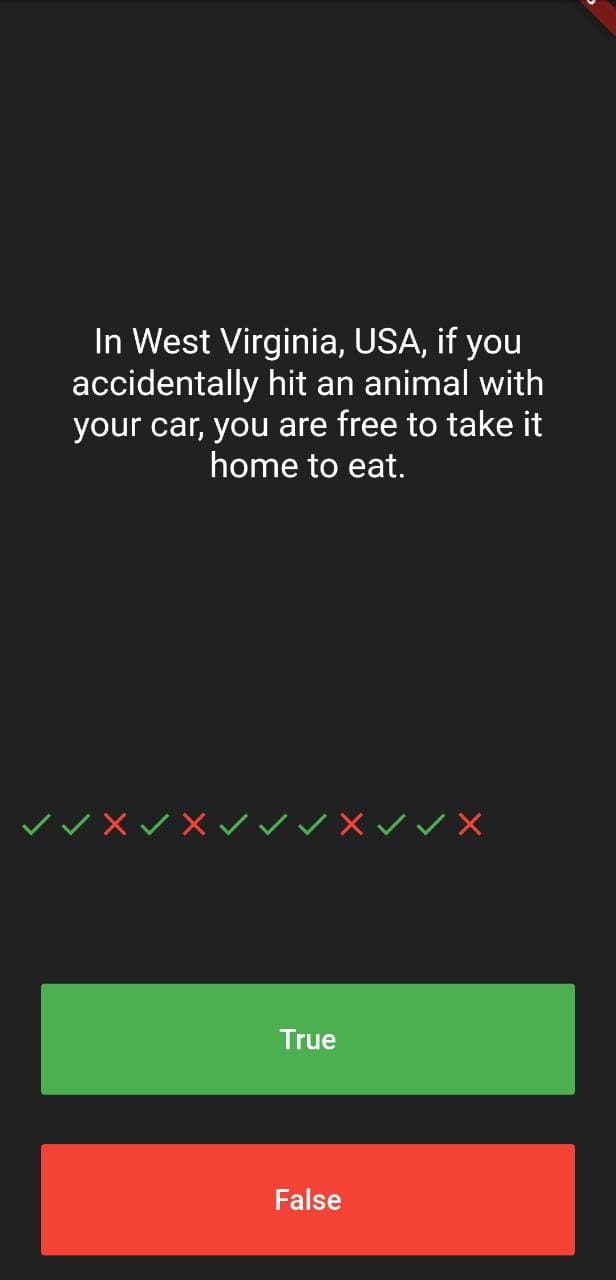 In West Virginia, USA, if you
accidentally hit an animal with
your car, you are free to take it
home to eat.
True
False